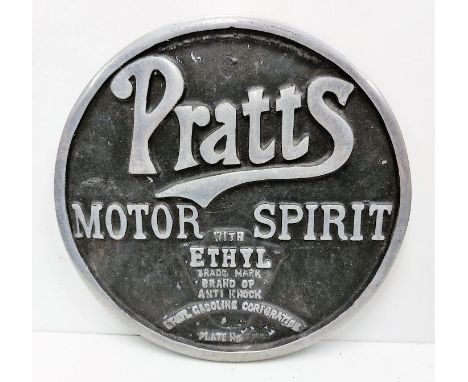 Pratts
MOTOR SPIRIT
WITH
ETHYL
TRADE MARK
BRAND OF
ANTI KNOCK
ETHYL GASOLINE CORPORATION
PLATE No